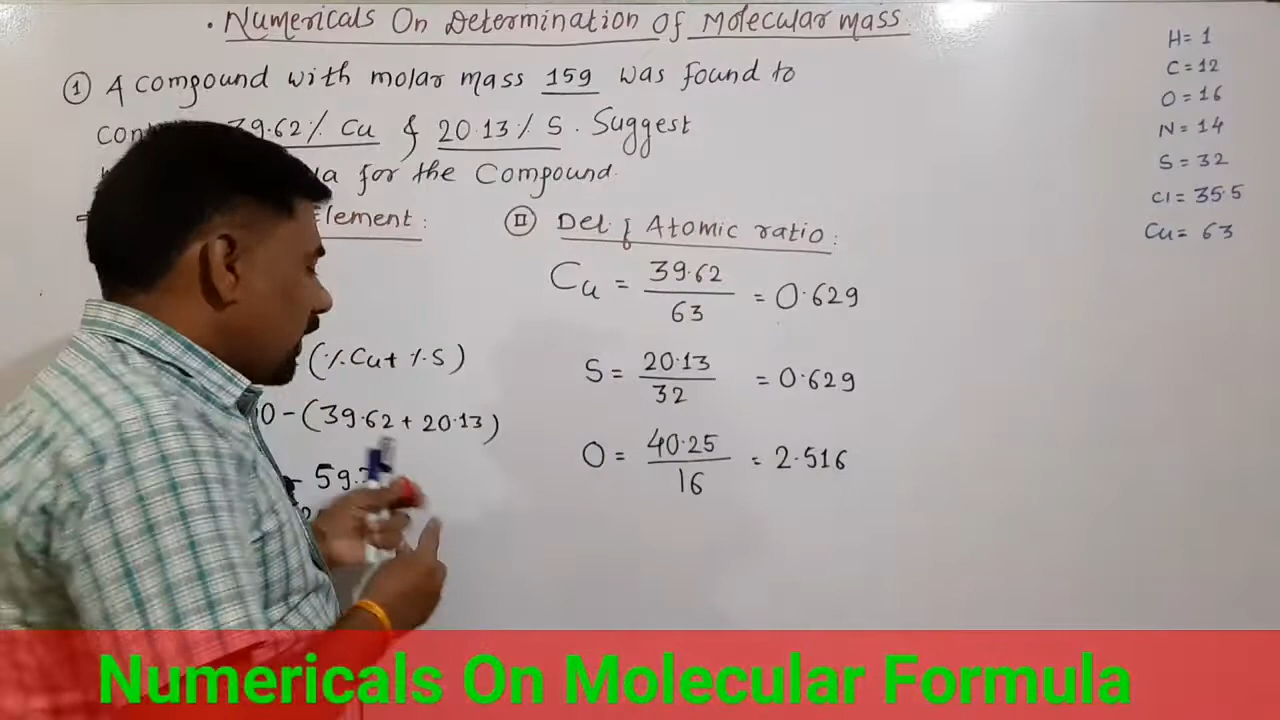 . Numericals On Determination Of Molecular mass.
① A compound with molar mass 159 was found to
con 39.62% Cu & 20.13% S. Suggest
for the Compound.
Element:
(%.Cu+ %.S)
0-(39.62+20.13)
- 59.
Ⅱ Det. of Atomic ratio:
Cu = 39.62/63 = 0.629
S = 20.13/32 = 0.629
O = 40.25/16 = 2.516
H= 1
C = 12
O = 16
N = 14
S = 32
Cl = 35.5
Cu = 63
Numericals On Molecular Formula